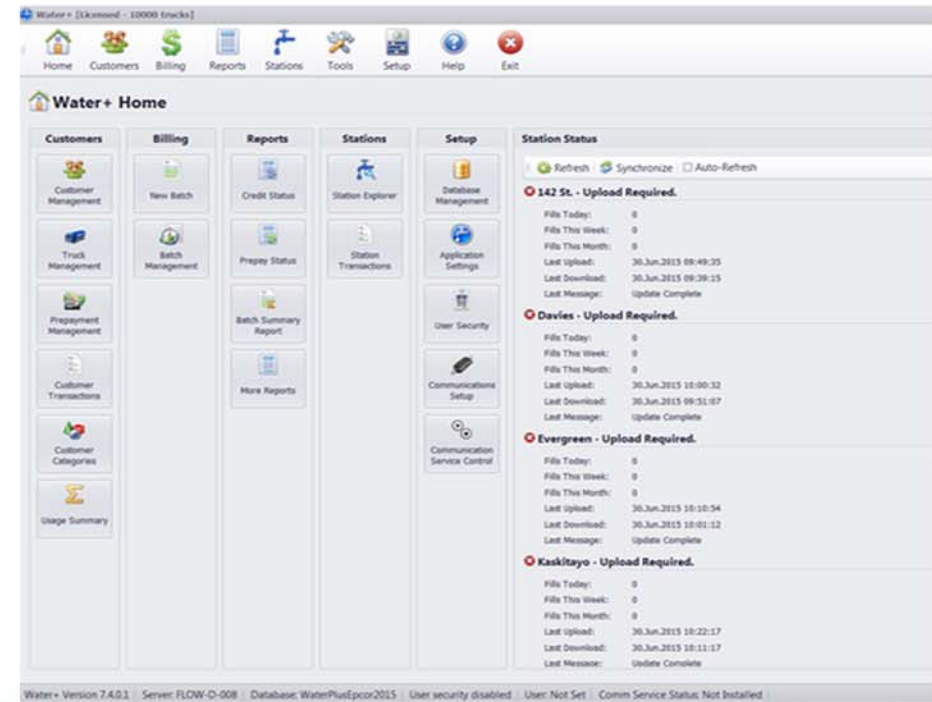 Water+ [Licensed - 10000 trucks]
Home Customers Billing Reports Stations Tools Setup Help Exit
Water+ Home
Customers
Customer Management
Truck Management
Prepayment Management
Customer Transactions
Customer Categories
Usage Summary
Billing
New Batch
Batch Management
Reports
Credit Status
Prepay Status
Batch Summary Report
More Reports
Stations
Station Explorer
Station Transactions
Setup
Database Management
Application Settings
User Security
Communications Setup
Communication Service Control
Station Status
Refresh Synchronize Auto-Refresh
142 St. - Upload Required.
Fills Today: 0
Fills This Week: 0
Fills This Month: 0
Last Upload: 30.Jun.2015 09:49:35
Last Download: 30.Jun.2015 09:39:15
Last Message: Update Complete
Davies - Upload Required.
Fills Today: 0
Fills This Week: 0
Fills This Month: 0
Last Upload: 30.Jun.2015 10:00:32
Last Download: 30.Jun.2015 09:51:07
Last Message: Update Complete
Evergreen - Upload Required.
Fills Today: 0
Fills This Week: 0
Fills This Month: 0
Last Upload: 30.Jun.2015 10:10:54
Last Download: 30.Jun.2015 10:01:12
Last Message: Update Complete
Kaskitayo - Upload Required.
Fills Today: 0
Fills This Week: 0
Fills This Month: 0
Last Upload: 30.Jun.2015 10:22:17
Last Download: 30.Jun.2015 10:11:17
Last Message: Update Complete
Water+ Version 7.4.0.1 Server: FLOW-D-008 Database: WaterPlusEpcor2015 User security disabled User: Not Set Comm Service Status: Not Installed